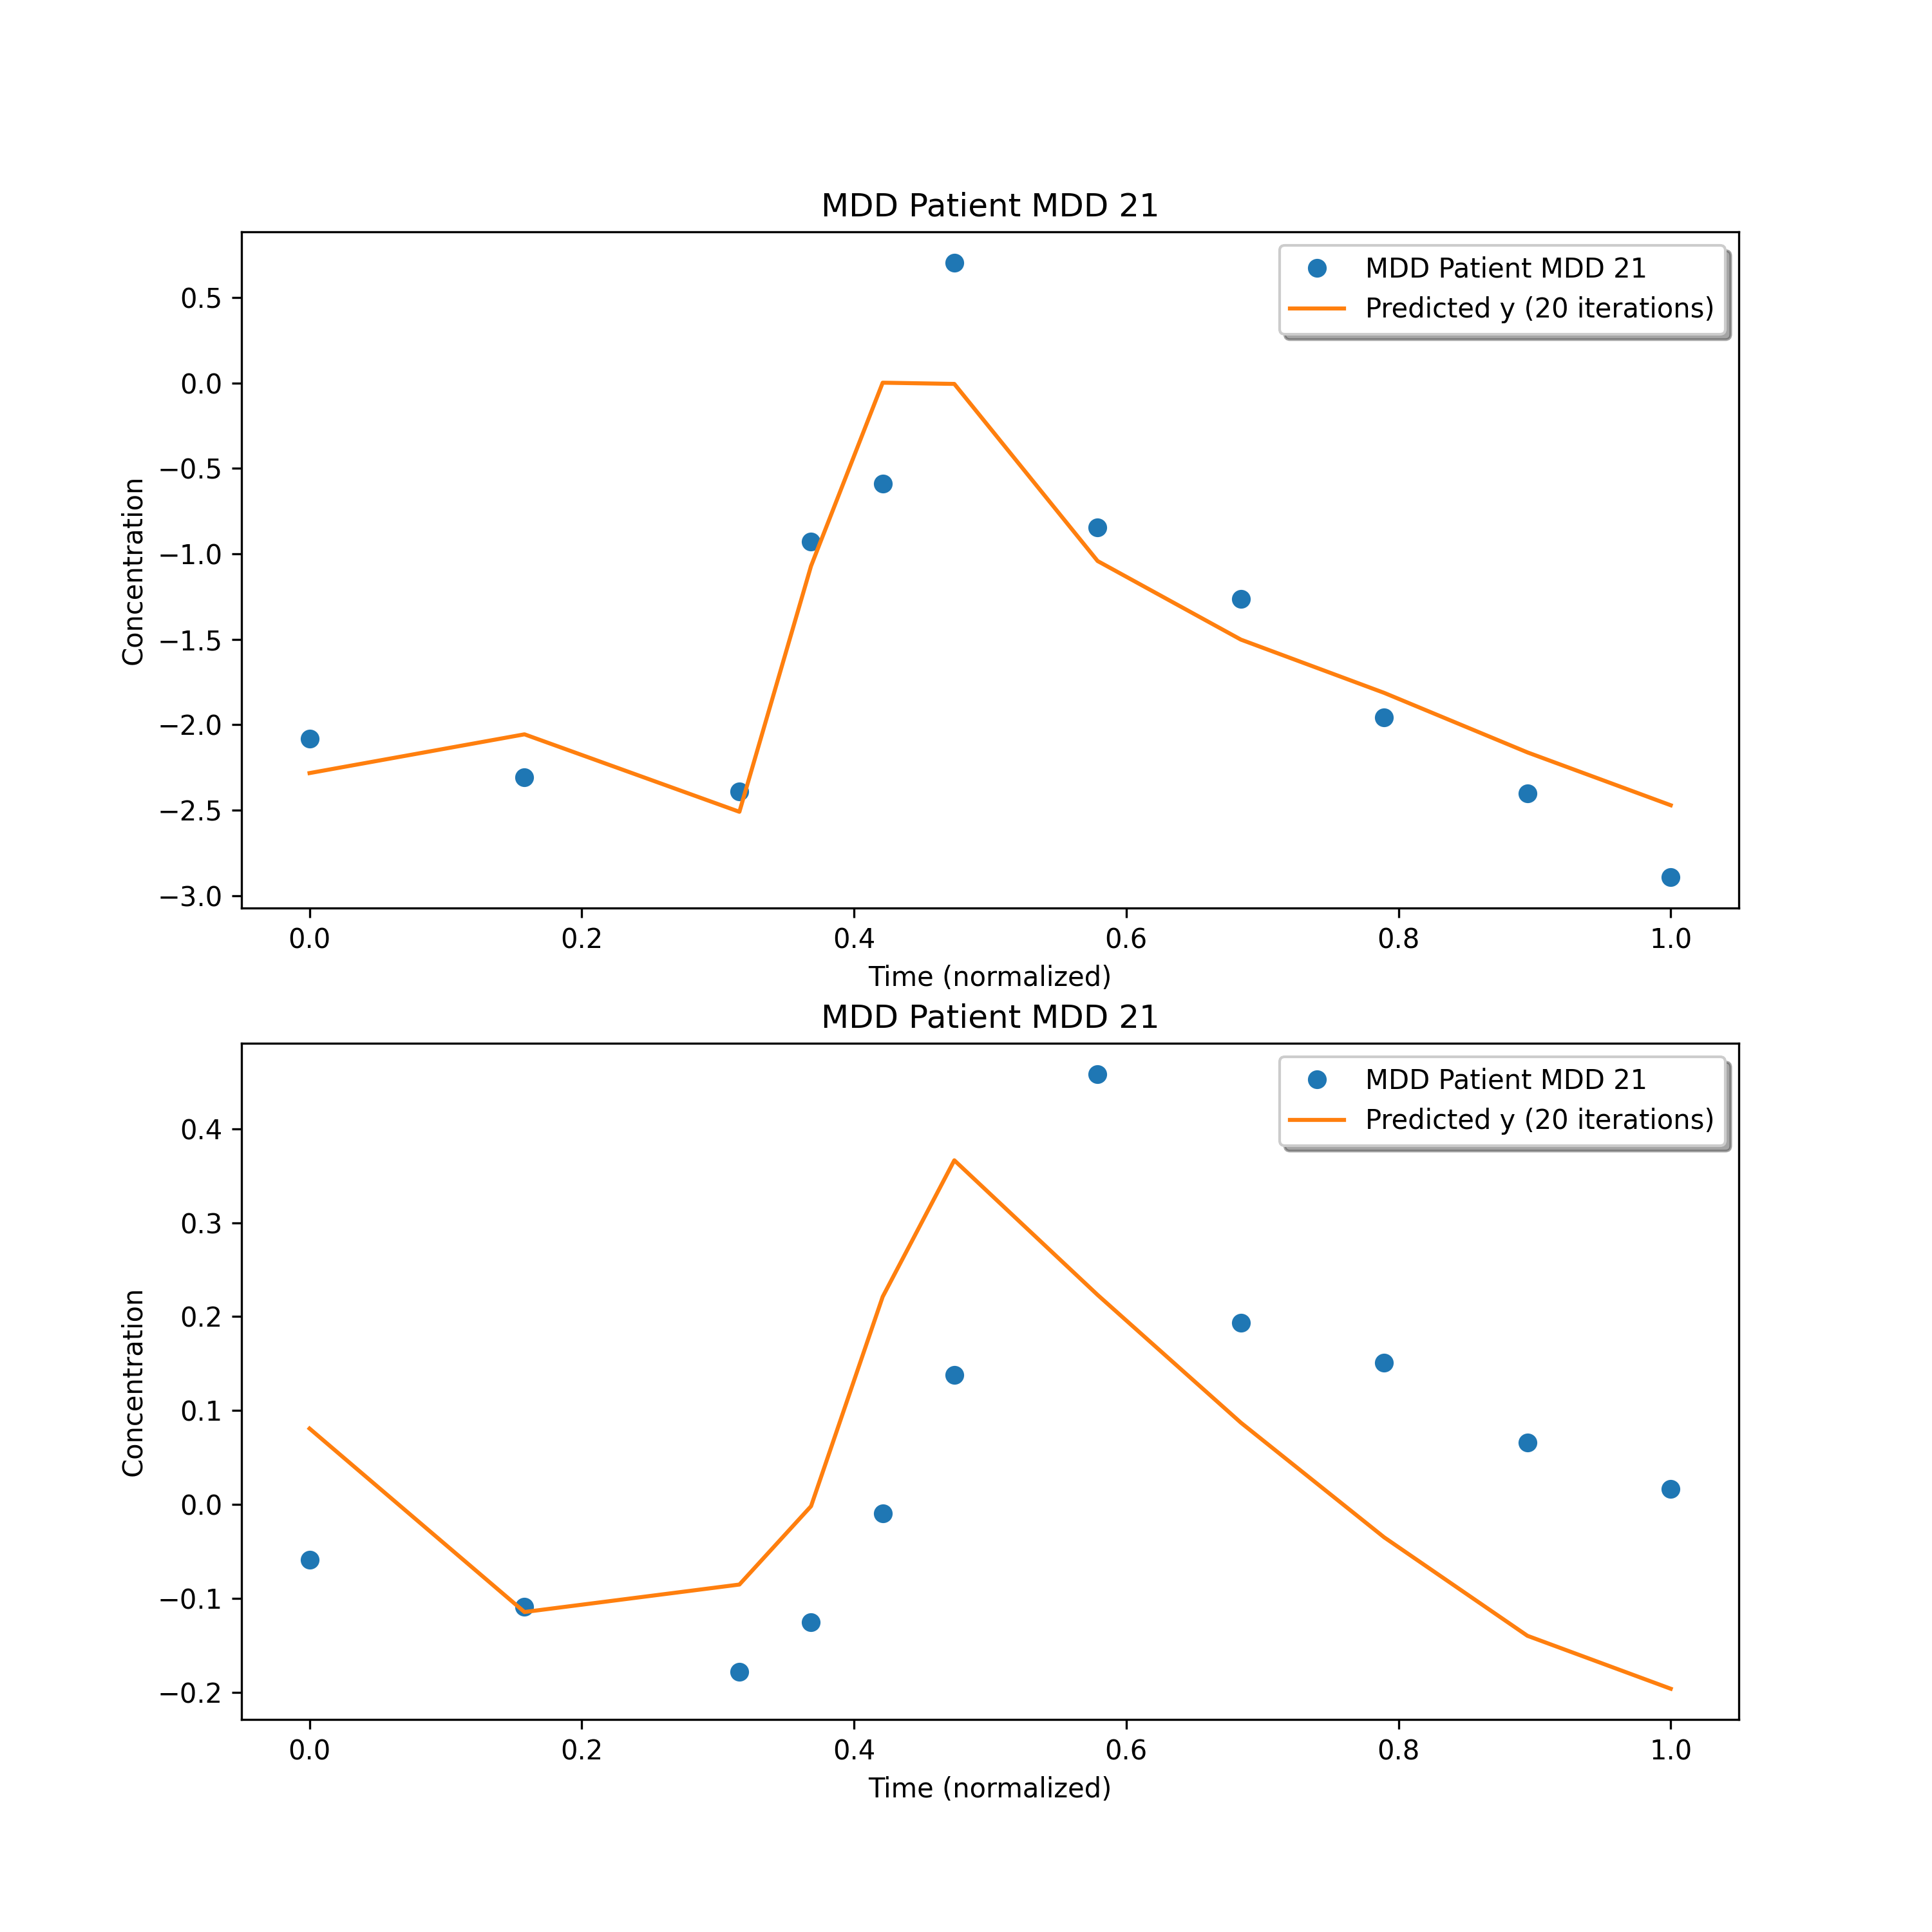 MDD Patient MDD 21
MDD Patient MDD 21
Predicted y (20 iterations)
0.5
0.0
−0.5
−1.0
−1.5
−2.0
−2.5
−3.0
Concentration
0.0 0.2 0.4 0.6 0.8 1.0
Time (normalized)
MDD Patient MDD 21
MDD Patient MDD 21
Predicted y (20 iterations)
0.4
0.3
0.2
0.1
0.0
−0.1
−0.2
Concentration
0.0 0.2 0.4 0.6 0.8 1.0
Time (normalized)